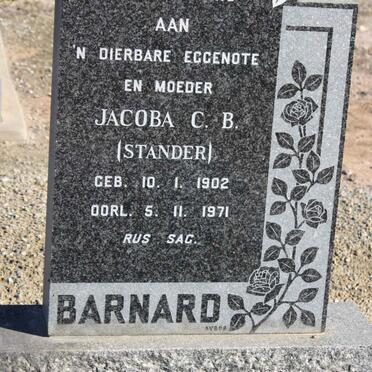 AAN
'N DIERBARE EGGENOTE
EN MOEDER
JACOBA C. B.
(STANDER)
GEB. 10. 1. 1902
OORL. 5. 11. 1971
RUS SAG.
BARNARD